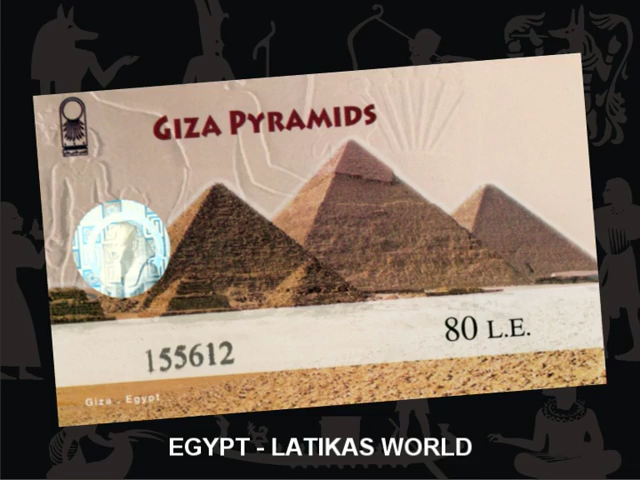 GIZA PYRAMIDS
80 L.E.
155612
Giza . Egypt
EGYPT - LATIKAS WORLD